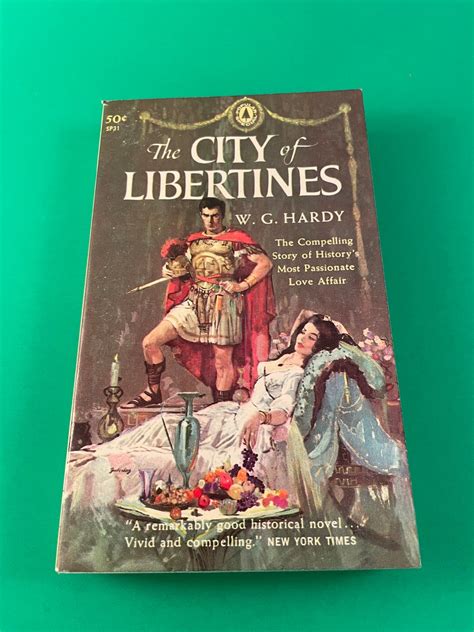 50¢
SP31
POPULAR
The CITY of
LIBERTINES
W. G. HARDY
The Compelling
Story of History's
Most Passionate
Love Affair
"A remarkably good historical novel...
Vivid and compelling." NEW YORK TIMES